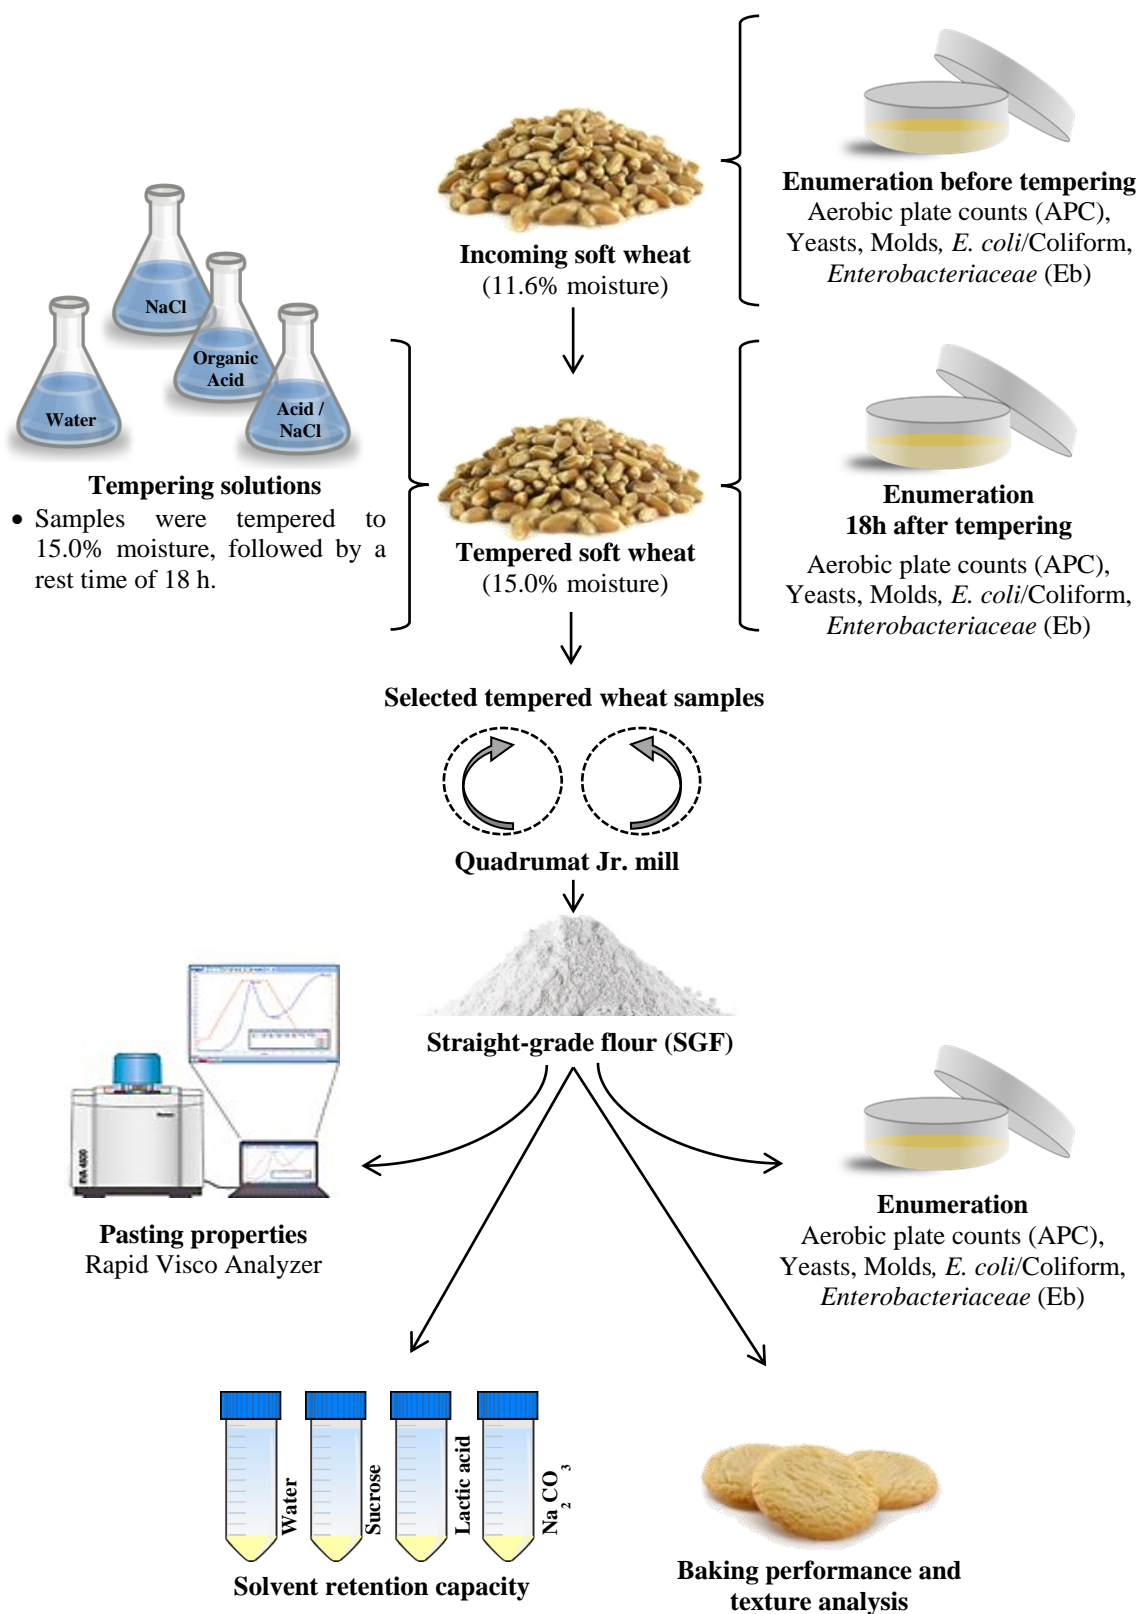 Enumeration before tempering
Aerobic plate counts (APC),
Yeasts, Molds, E. coli/Coliform,
Enterobacteriaceae (Eb)
Incoming soft wheat
(11.6% moisture)
NaCl
Organic
Acid
Water
Acid /
NaCl
Tempering solutions
• Samples were tempered to
15.0% moisture, followed by a
rest time of 18 h.
Tempered soft wheat
(15.0% moisture)
Enumeration
18h after tempering
Aerobic plate counts (APC),
Yeasts, Molds, E. coli/Coliform,
Enterobacteriaceae (Eb)
Selected tempered wheat samples
Quadrumat Jr. mill
Straight-grade flour (SGF)
RVA 4500
Pasting properties
Rapid Visco Analyzer
Enumeration
Aerobic plate counts (APC),
Yeasts, Molds, E. coli/Coliform,
Enterobacteriaceae (Eb)
Water
Sucrose
Lactic acid
Na2CO3
Solvent retention capacity
Baking performance and
texture analysis